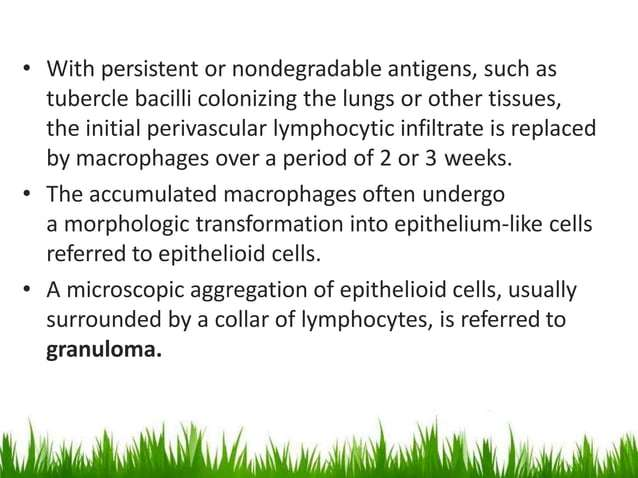 • With persistent or nondegradable antigens, such as
tubercle bacilli colonizing the lungs or other tissues,
the initial perivascular lymphocytic infiltrate is replaced
by macrophages over a period of 2 or 3 weeks.
• The accumulated macrophages often undergo
a morphologic transformation into epithelium-like cells
referred to epithelioid cells.
• A microscopic aggregation of epithelioid cells, usually
surrounded by a collar of lymphocytes, is referred to
granuloma.